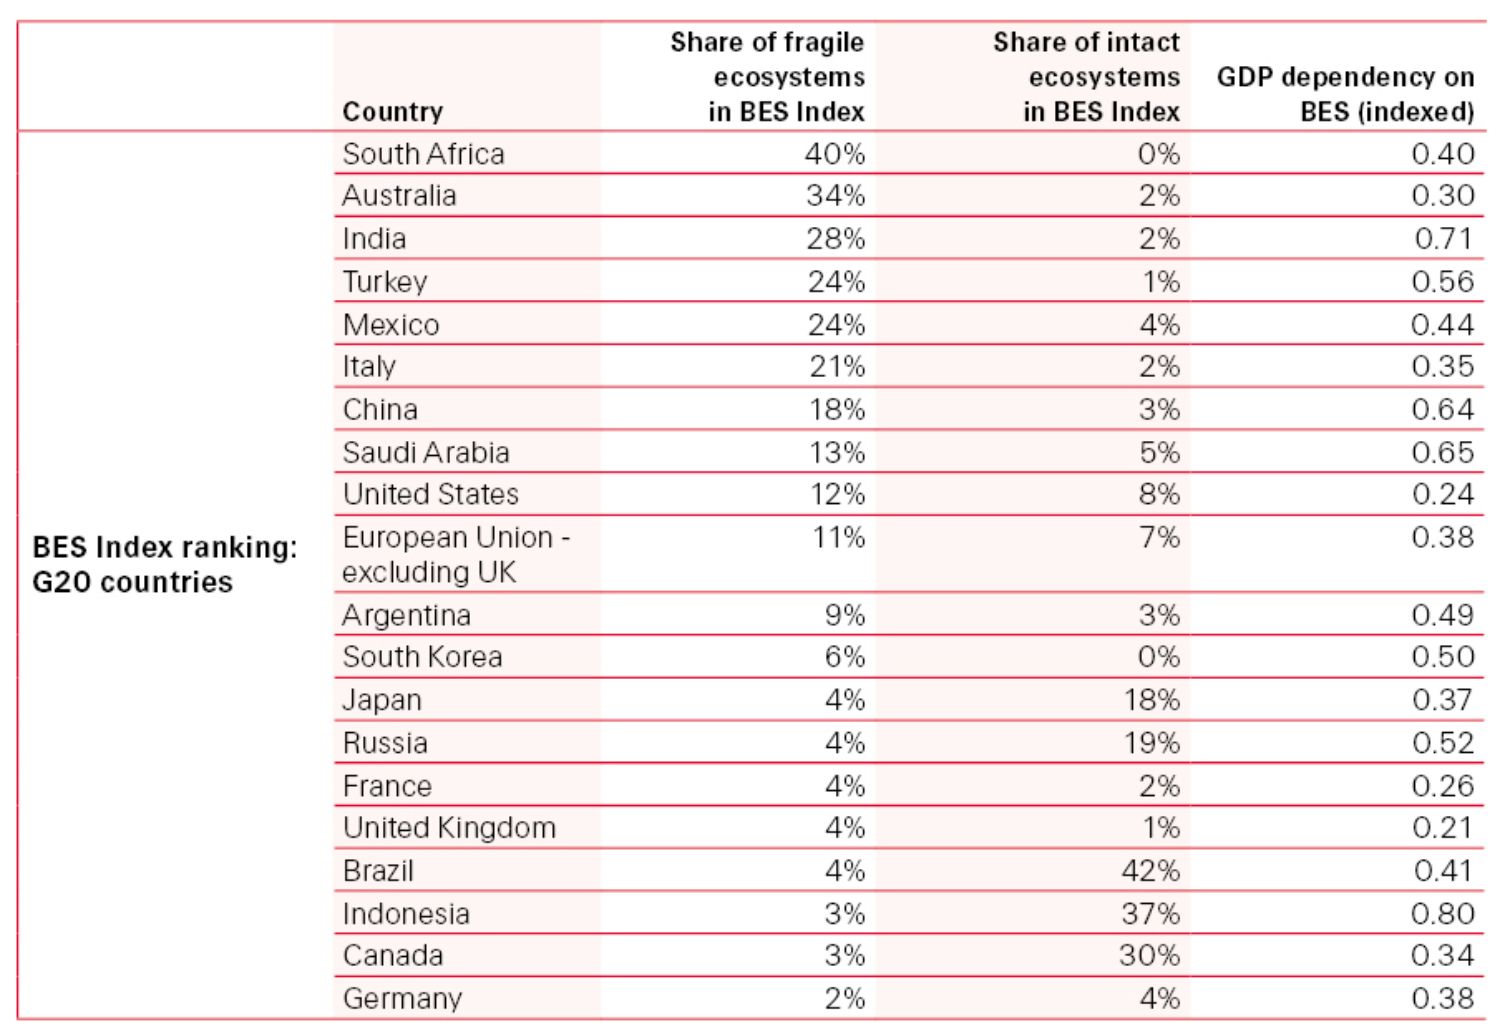 Country
Share of fragile
ecosystems
in BES Index
Share of intact
ecosystems
in BES Index
GDP dependency on
BES (indexed)
BES Index ranking:
G20 countries
South Africa 40% 0% 0.40
Australia 34% 2% 0.30
India 28% 2% 0.71
Turkey 24% 1% 0.56
Mexico 24% 4% 0.44
Italy 21% 2% 0.35
China 18% 3% 0.64
Saudi Arabia 13% 5% 0.65
United States 12% 8% 0.24
European Union - 11% 7% 0.38
excluding UK
Argentina 9% 3% 0.49
South Korea 6% 0% 0.50
Japan 4% 18% 0.37
Russia 4% 19% 0.52
France 4% 2% 0.26
United Kingdom 4% 1% 0.21
Brazil 4% 42% 0.41
Indonesia 3% 37% 0.80
Canada 3% 30% 0.34
Germany 2% 4% 0.38